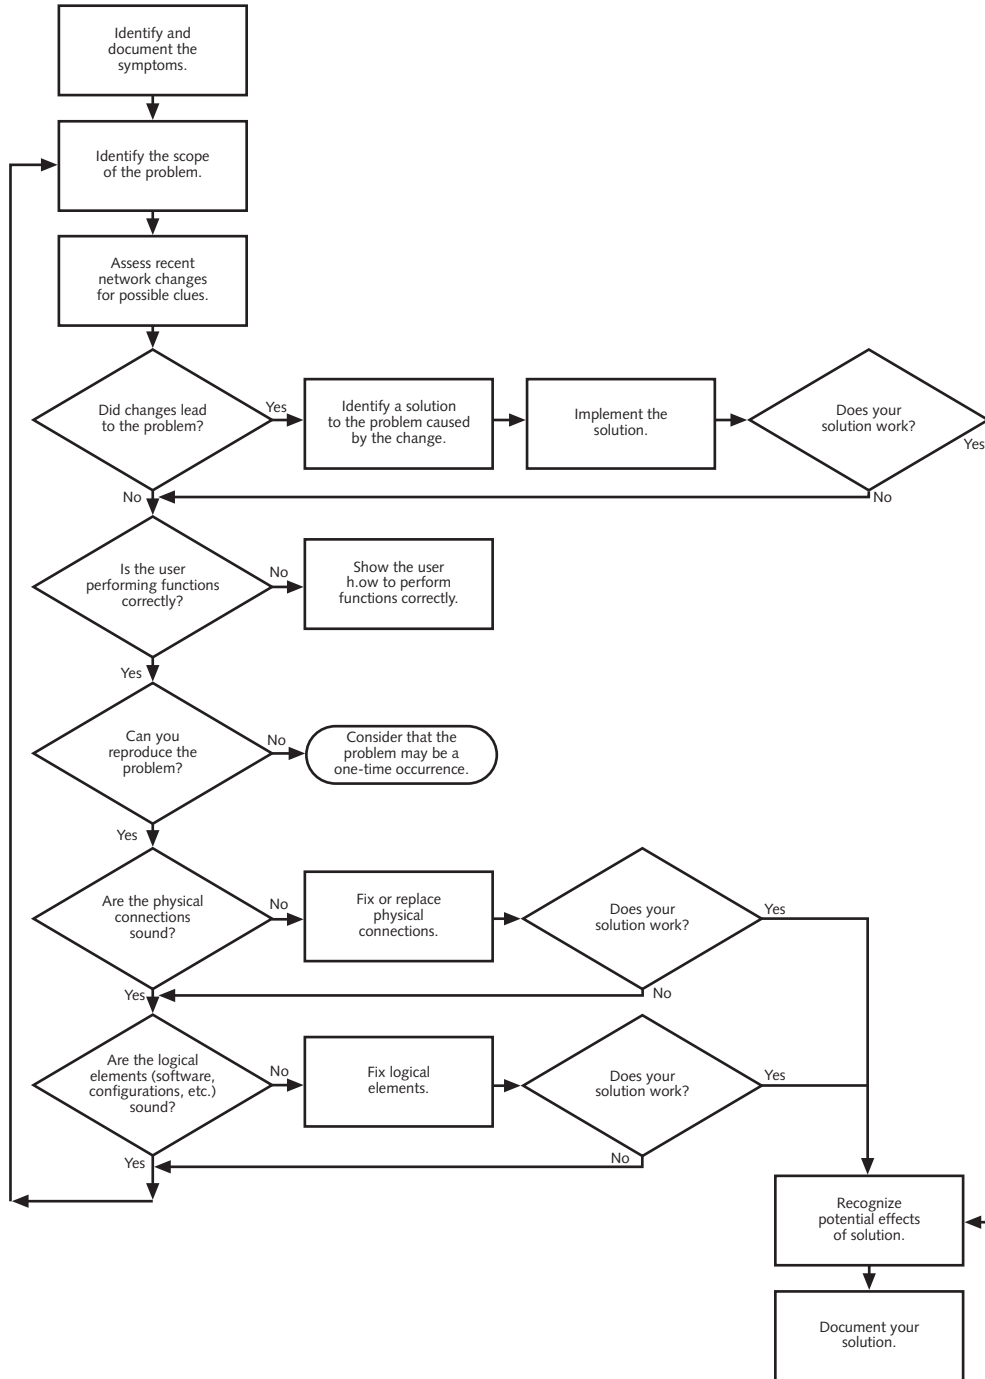 Identify and
document the
symptoms.
Identify the scope
of the problem.
Assess recent
network changes
for possible clues.
Did changes lead
to the problem?
Yes
Identify a solution
to the problem caused
by the change.
Implement the
solution.
Does your
solution work?
Yes
No
No
Is the user
performing functions
correctly?
No
Show the user
h.ow to perform
functions correctly.
Yes
Can you
reproduce the
problem?
No
Consider that the
problem may be a
one-time occurrence.
Yes
Are the physical
connections
sound?
No
Fix or replace
physical
connections.
Does your
solution work?
Yes
Yes
No
Are the logical
elements (software,
configurations, etc.)
sound?
No
Fix logical
elements.
Does your
solution work?
Yes
Yes
No
Recognize
potential effects
of solution.
Document your
solution.